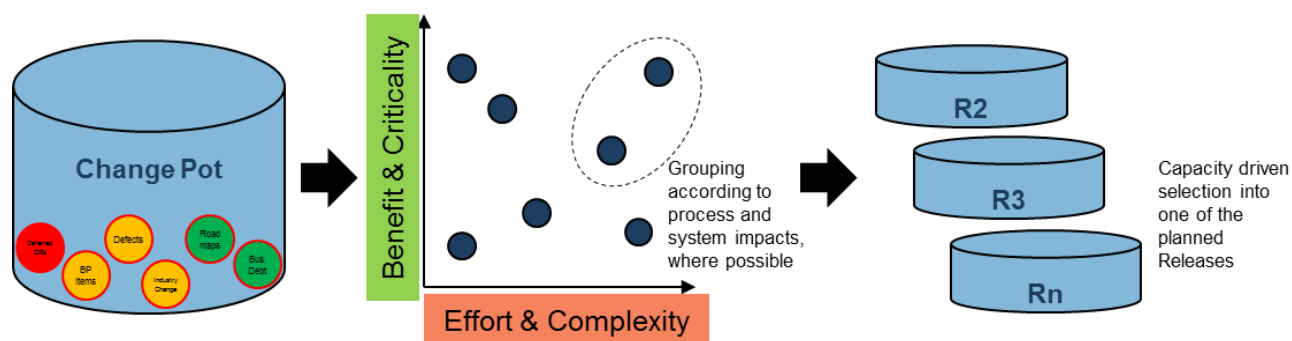 Change Pot
Deferred
CRs
BP
Items
Defects
Industry
Change
Road
maps
Bus.
Debt
Benefit & Criticality
Effort & Complexity
Grouping
according to
process and
system impacts,
where possible
R2
R3
Rn
Capacity driven
selection into
one of the
planned
Releases